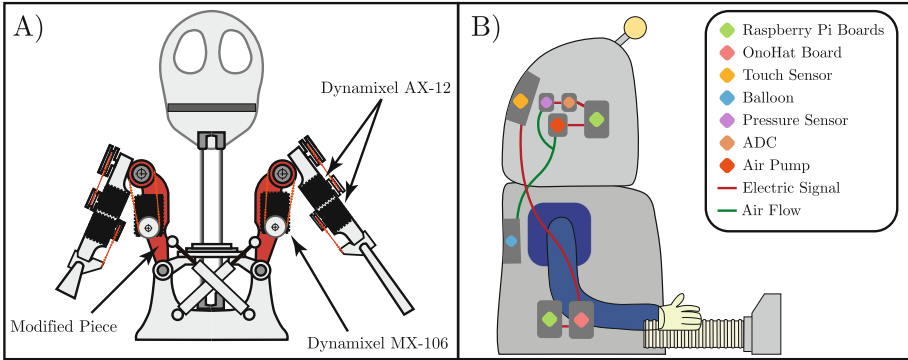 A)
Dynamixel AX-12
Modified Piece
Dynamixel MX-106
B)
Raspberry Pi Boards
OnoHat Board
Touch Sensor
Balloon
Pressure Sensor
ADC
Air Pump
Electric Signal
Air Flow